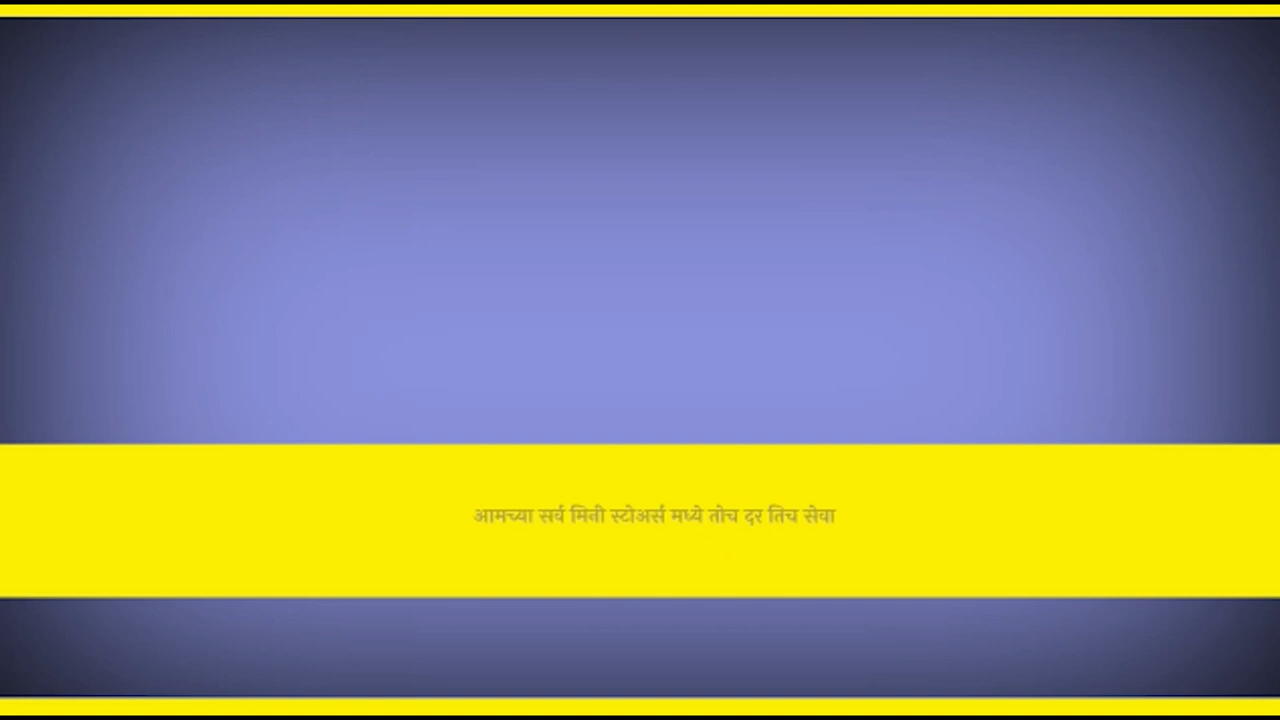 आमच्या सर्व मिनी स्टोअर्स मध्ये तोच दर तिच सेवा